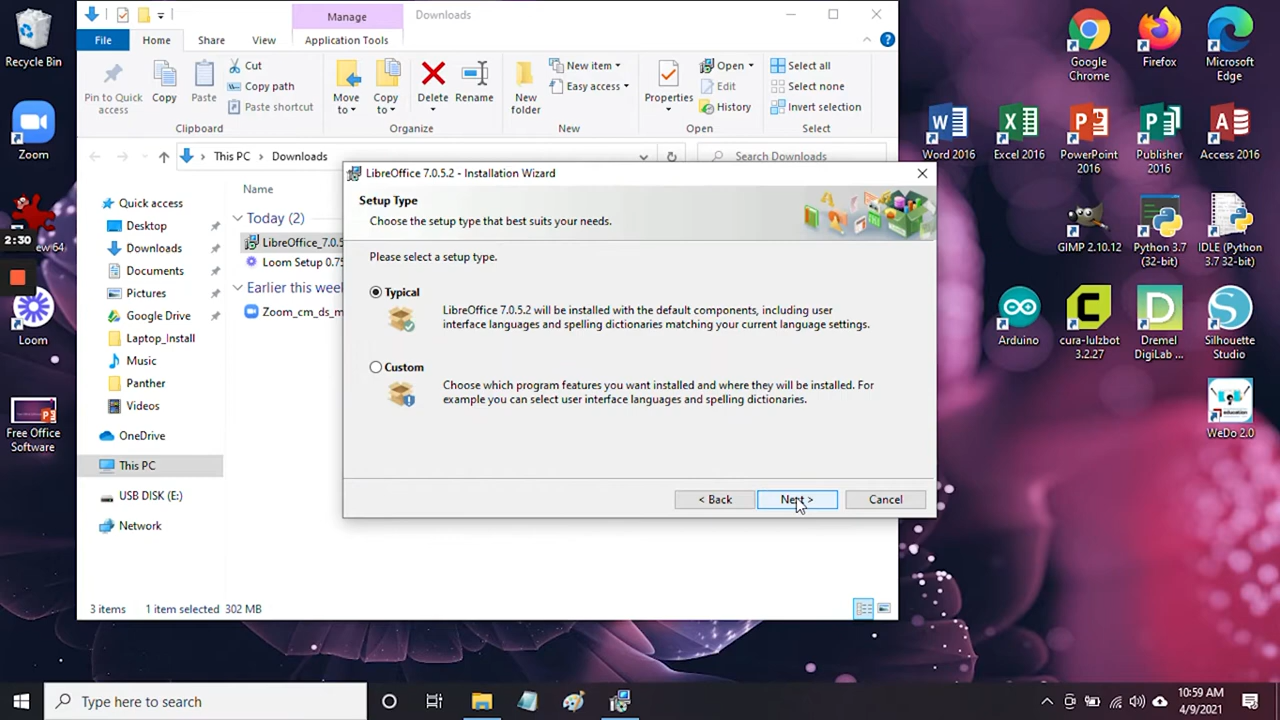 Recycle Bin
Zoom
2:30
ew64
Loom
Free Office
Software
Manage
Downloads
File
Home
Share
View
Application Tools
Pin to Quick
access
Copy
Paste
Cut
Copy path
Paste shortcut
Clipboard
Move
to
Copy
to
Delete
Rename
Organize
New
folder
New item
Easy access
New
Properties
Open
Edit
History
Open
Select all
Select none
Invert selection
Select
This PC > Downloads
Search Downloads
Quick access
Desktop
Downloads
Documents
Pictures
Google Drive
Laptop_Install
Music
Panther
Videos
OneDrive
This PC
USB DISK (E:)
Network
Name
Today (2)
LibreOffice_7.0.5
Loom Setup 0.75
Earlier this week
Zoom_cm_ds_m
LibreOffice 7.0.5.2 - Installation Wizard
Setup Type
Choose the setup type that best suits your needs.
Please select a setup type.
Typical
LibreOffice 7.0.5.2 will be installed with the default components, including user
interface languages and spelling dictionaries matching your current language settings.
Custom
Choose which program features you want installed and where they will be installed. For
example you can select user interface languages and spelling dictionaries.
< Back
Next >
Cancel
3 items
1 item selected 302 MB
Google
Chrome
Firefox
Microsoft
Edge
Word 2016
Excel 2016
PowerPoint
2016
Publisher
2016
Access 2016
GIMP 2.10.12
Python 3.7
(32-bit)
IDLE (Python
3.7 32-bit)
Arduino
cura-lulzbot
3.2.27
Dremel
DigiLab ...
Silhouette
Studio
WeDo 2.0
Type here to search
10:59 AM
4/9/2021